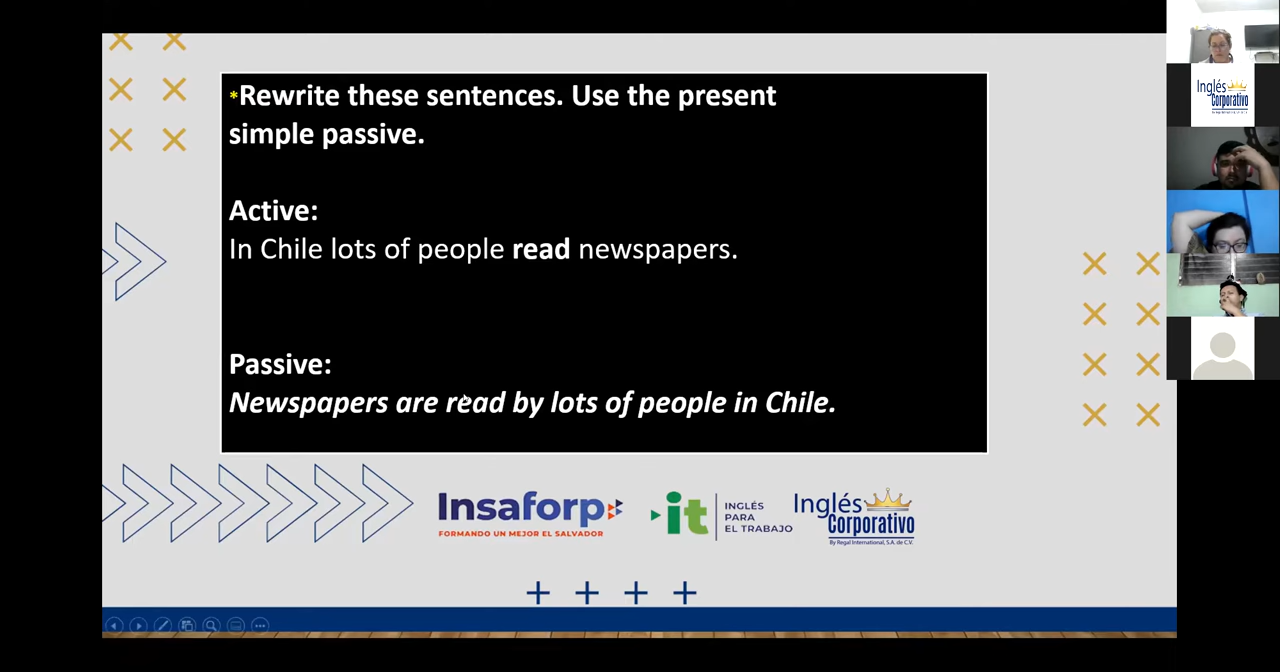 *Rewrite these sentences. Use the present
simple passive.
Active:
In Chile lots of people read newspapers.
Passive:
Newspapers are read by lots of people in Chile.
Insaforp
FORMANDO UN MEJOR EL SALVADOR
it
INGLÉS
PARA
EL TRABAJO
Inglés
Corporativo
By Regal International, S.A. de C.V.
Inglés
Corporativo